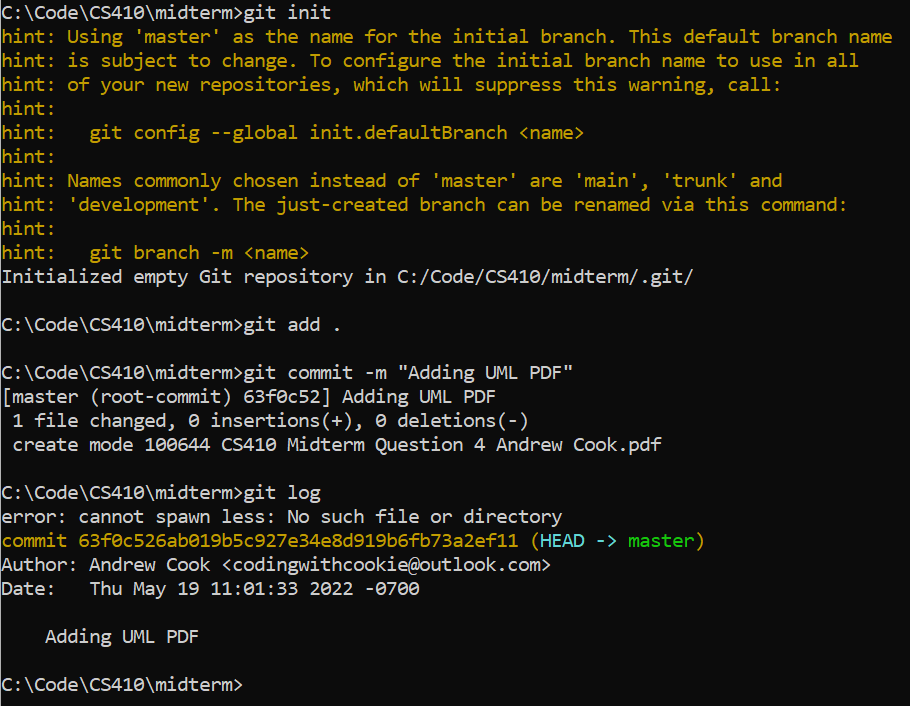 C:\Code\CS410\midterm>git init
hint: Using 'master' as the name for the initial branch. This default branch name
hint: is subject to change. To configure the initial branch name to use in all
hint: of your new repositories, which will suppress this warning, call:
hint:
hint:   git config --global init.defaultBranch <name>
hint:
hint: Names commonly chosen instead of 'master' are 'main', 'trunk' and
hint: 'development'. The just-created branch can be renamed via this command:
hint:
hint:   git branch -m <name>
Initialized empty Git repository in C:/Code/CS410/midterm/.git/
C:\Code\CS410\midterm>git add .
C:\Code\CS410\midterm>git commit -m "Adding UML PDF"
[master (root-commit) 63f0c52] Adding UML PDF
 1 file changed, 0 insertions(+), 0 deletions(-)
 create mode 100644 CS410 Midterm Question 4 Andrew Cook.pdf
C:\Code\CS410\midterm>git log
error: cannot spawn less: No such file or directory
commit 63f0c526ab019b5c927e34e8d919b6fb73a2ef11 (HEAD -> master)
Author: Andrew Cook <codingwithcookie@outlook.com>
Date:   Thu May 19 11:01:33 2022 -0700
    Adding UML PDF
C:\Code\CS410\midterm>